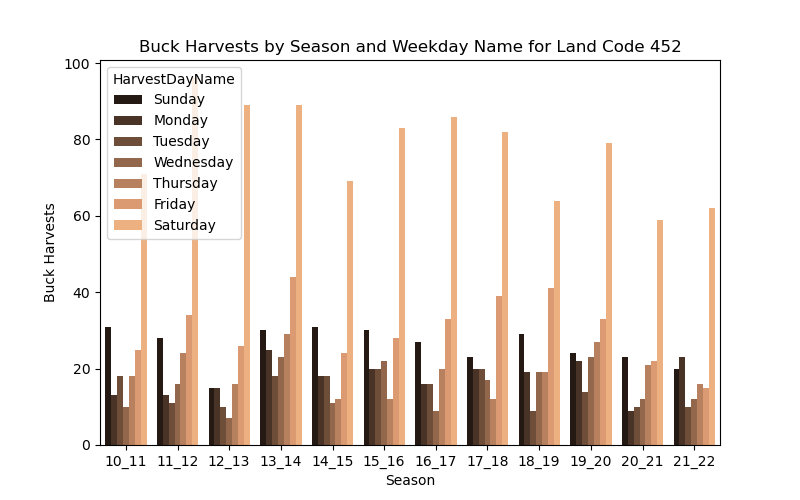 Buck Harvests by Season and Weekday Name for Land Code 452
HarvestDayName
Sunday
Monday
Tuesday
Wednesday
Thursday
Friday
Saturday
100
80
60
40
20
0
Buck Harvests
10_11 11_12 12_13 13_14 14_15 15_16 16_17 17_18 18_19 19_20 20_21 21_22
Season